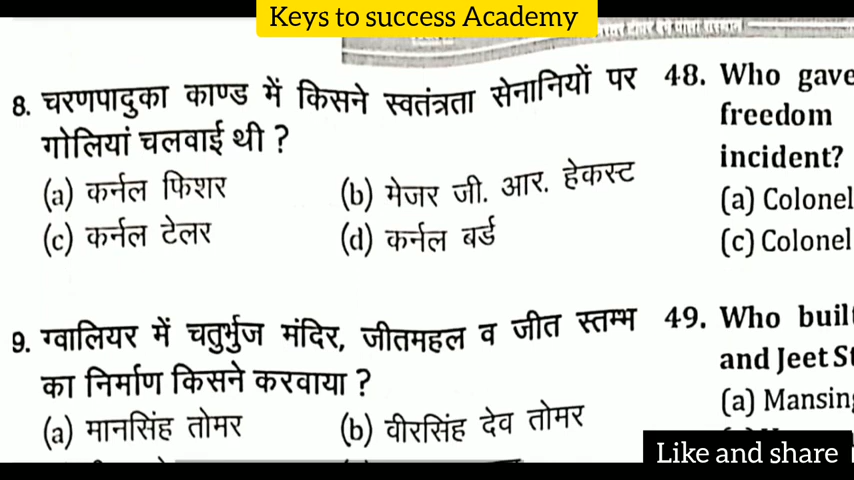 Keys to success Academy
8. चरणपादुका काण्ड में किसने स्वतंत्रता सेनानियों पर
गोलियां चलवाई थी ?
(a) कर्नल फिशर (b) मेजर जी. आर. हेकस्ट
(c) कर्नल टेलर (d) कर्नल बर्ड
9. ग्वालियर में चतुर्भुज मंदिर, जीतमहल व जीत स्तम्भ
का निर्माण किसने करवाया ?
(a) मानसिंह तोमर (b) वीरसिंह देव तोमर
48. Who gave
freedom
incident?
(a) Colonel
(c) Colonel
49. Who buil
and Jeet St
(a) Mansing
Like and share